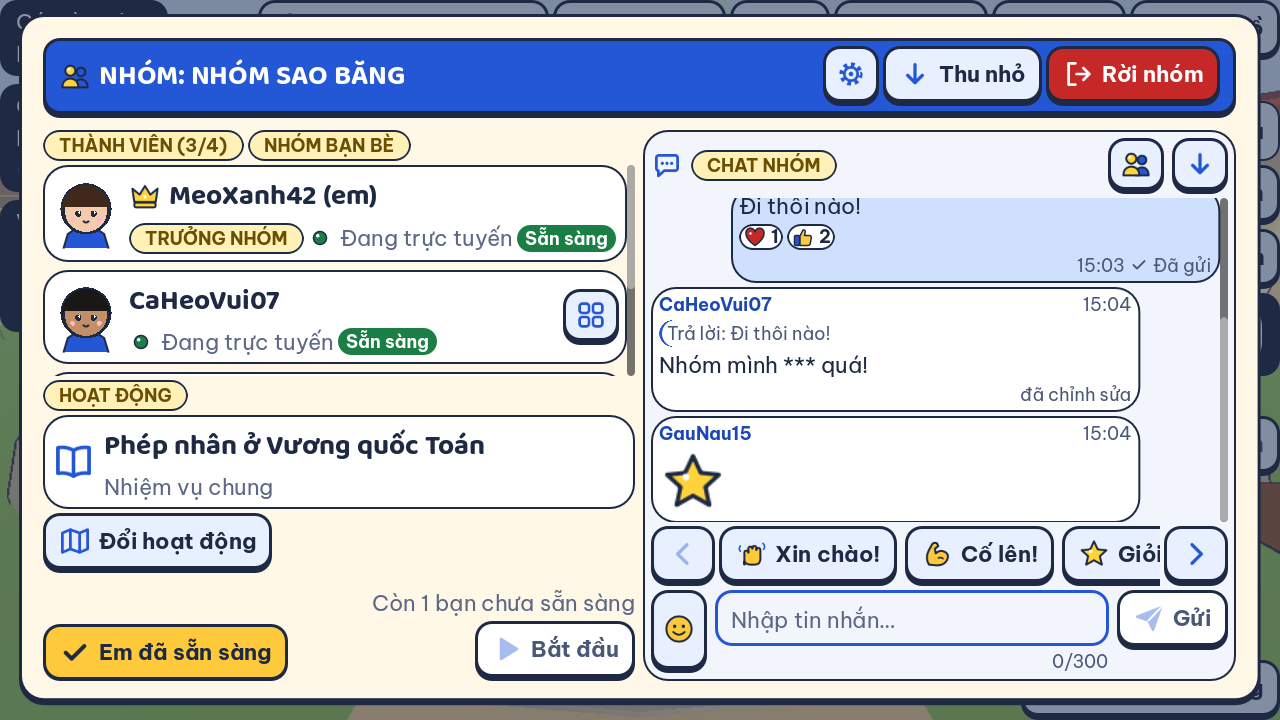 NHÓM: NHÓM SAO BĂNG
Thu nhỏ
Rời nhóm
THÀNH VIÊN (3/4)
NHÓM BẠN BÈ
MeoXanh42 (em)
TRƯỞNG NHÓM
Đang trực tuyến
Sẵn sàng
CaHeoVui07
Đang trực tuyến
Sẵn sàng
HOẠT ĐỘNG
Phép nhân ở Vương quốc Toán
Nhiệm vụ chung
Đổi hoạt động
Còn 1 bạn chưa sẵn sàng
Em đã sẵn sàng
Bắt đầu
CHAT NHÓM
Đi thôi nào!
1
2
15:03 ✓ Đã gửi
CaHeoVui07
15:04
Trả lời: Đi thôi nào!
Nhóm mình *** quá!
đã chỉnh sửa
GauNau15
15:04
Xin chào!
Cố lên!
Giỏi
Nhập tin nhắn...
Gửi
0/300